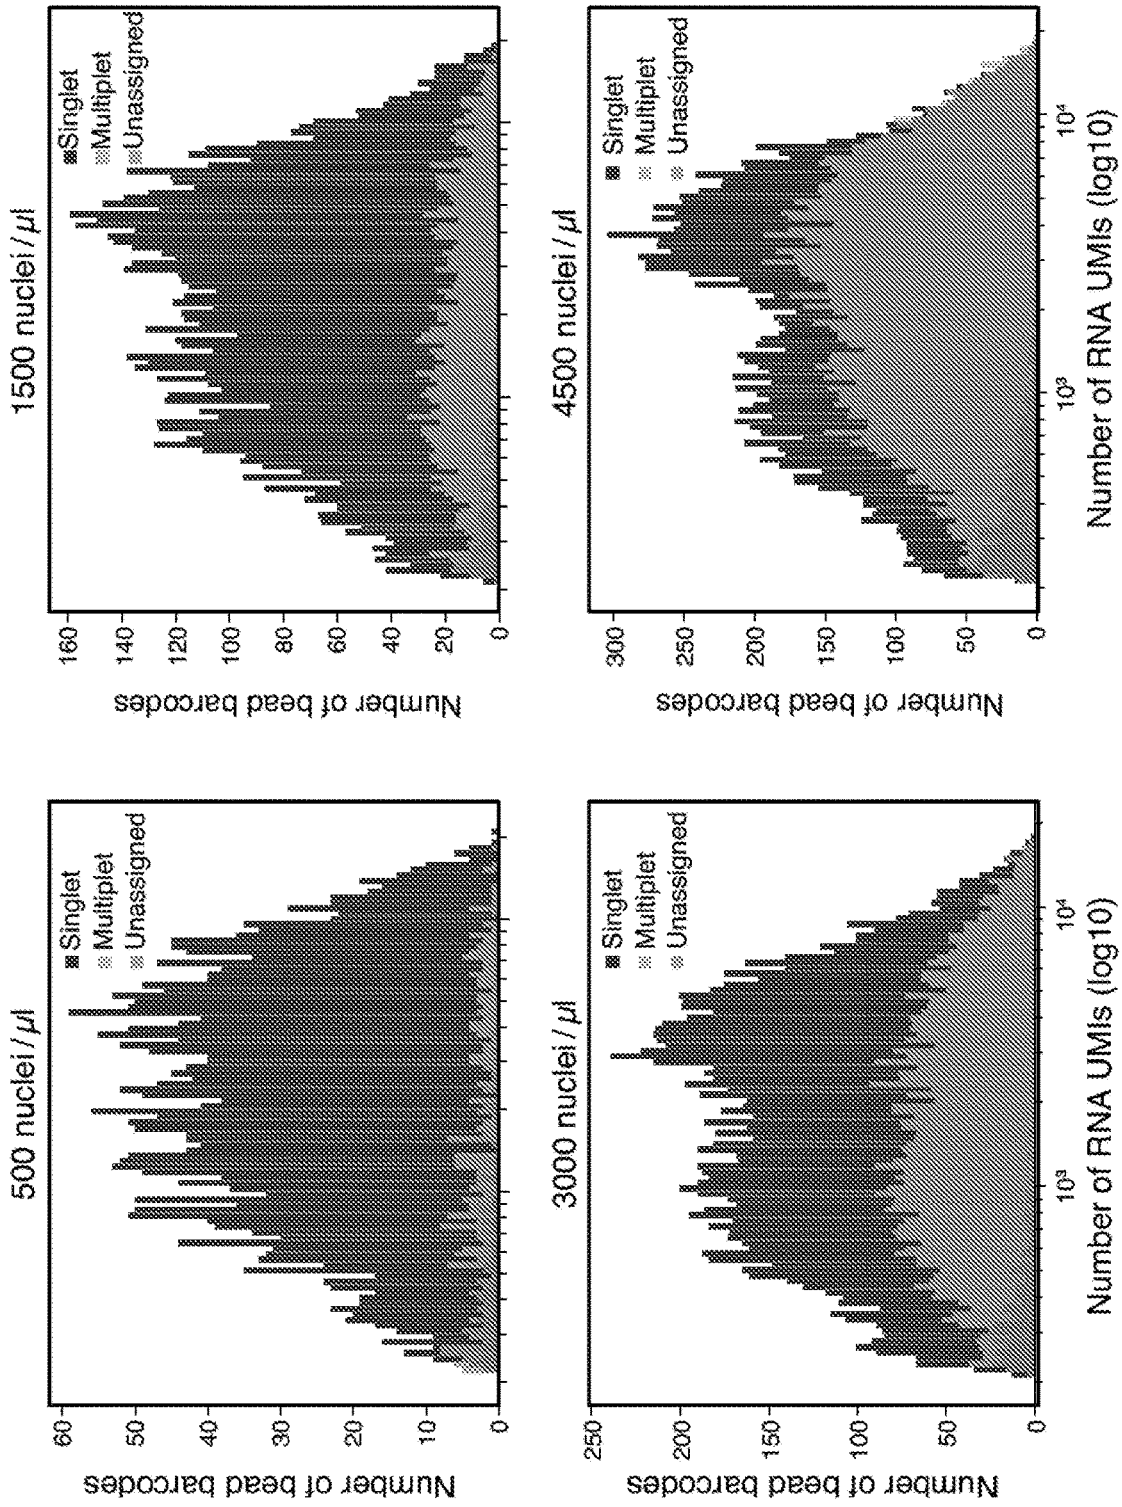 500 nuclei / µl
Number of bead barcodes
60
50
40
30
20
10
0
Singlet
Multiplet
Unassigned
1500 nuclei / µl
Number of bead barcodes
160
140
120
100
80
60
40
20
0
Singlet
Multiplet
Unassigned
3000 nuclei / µl
Number of bead barcodes
250
200
150
100
50
0
Singlet
Multiplet
Unassigned
10³
10⁴
Number of RNA UMIs (log10)
4500 nuclei / µl
Number of bead barcodes
300
250
200
150
100
50
0
Singlet
Multiplet
Unassigned
10³
10⁴
Number of RNA UMIs (log10)